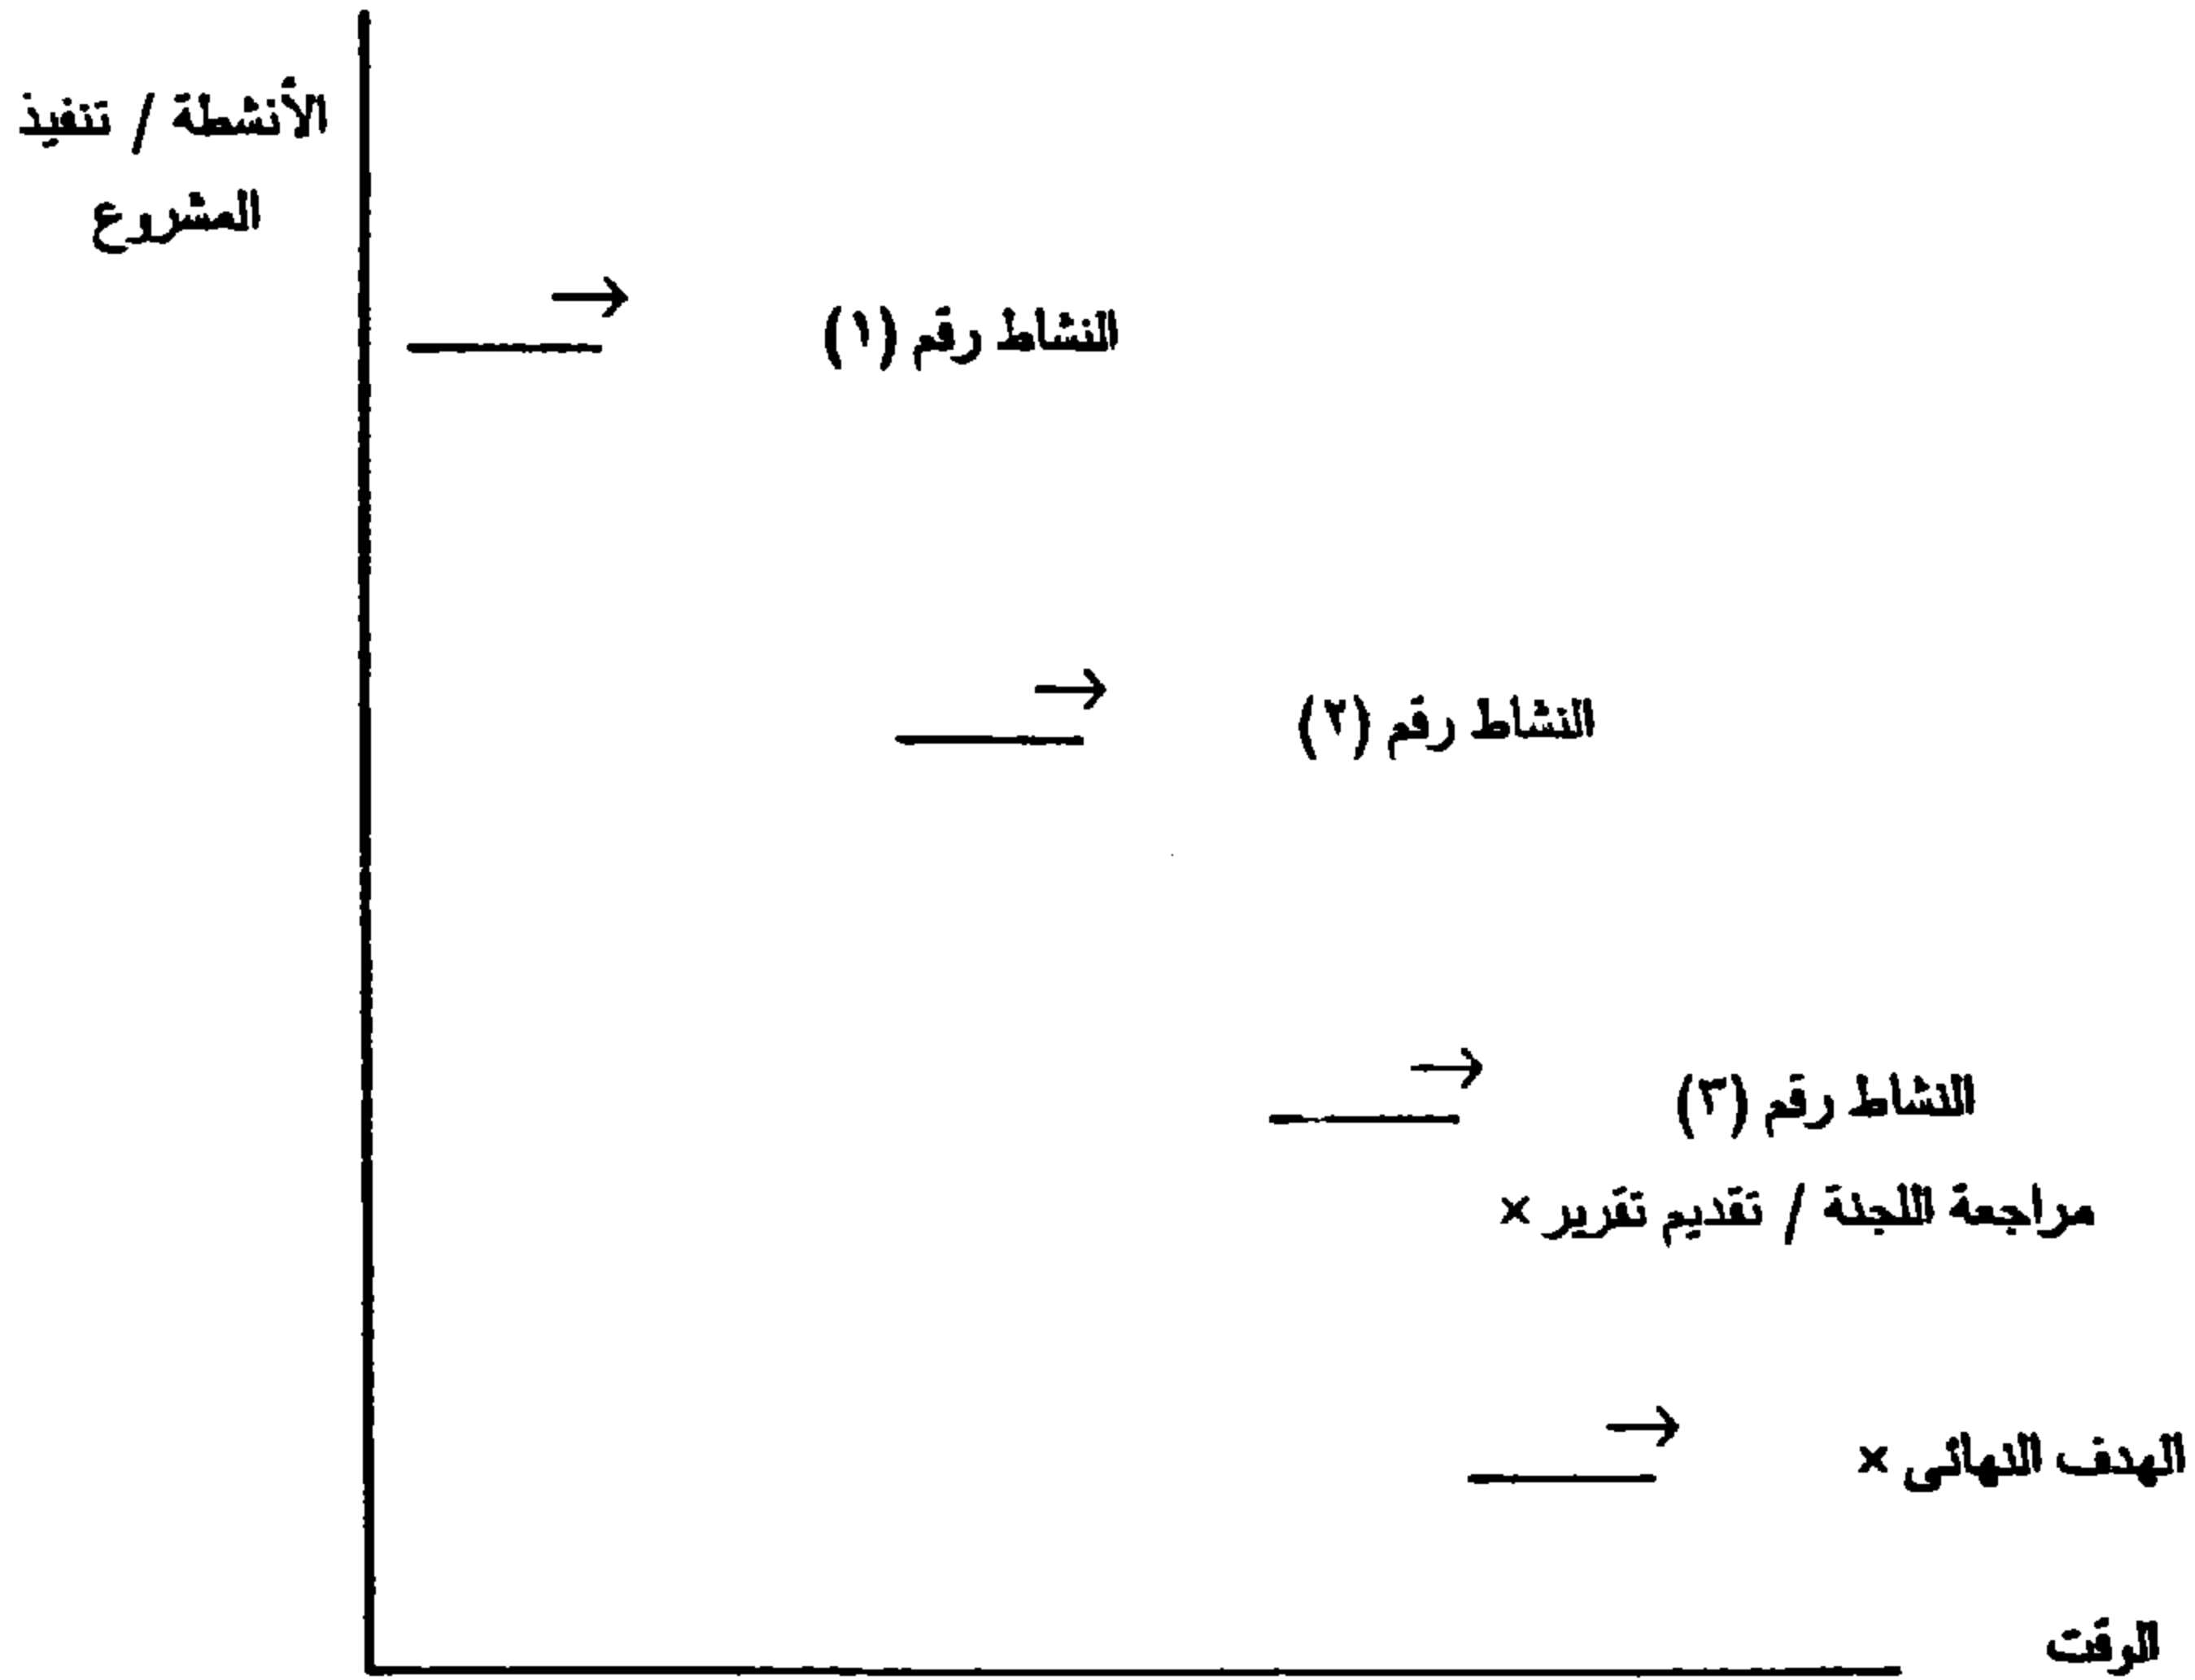 الأنشطة / تنفيذ
المشروع
النشاط رقم (١)
النشاط رقم (٢)
النشاط رقم (٣)
مراجعة اللجنة / تقديم تقرير ×
الهدف النهائى ×
الوقت